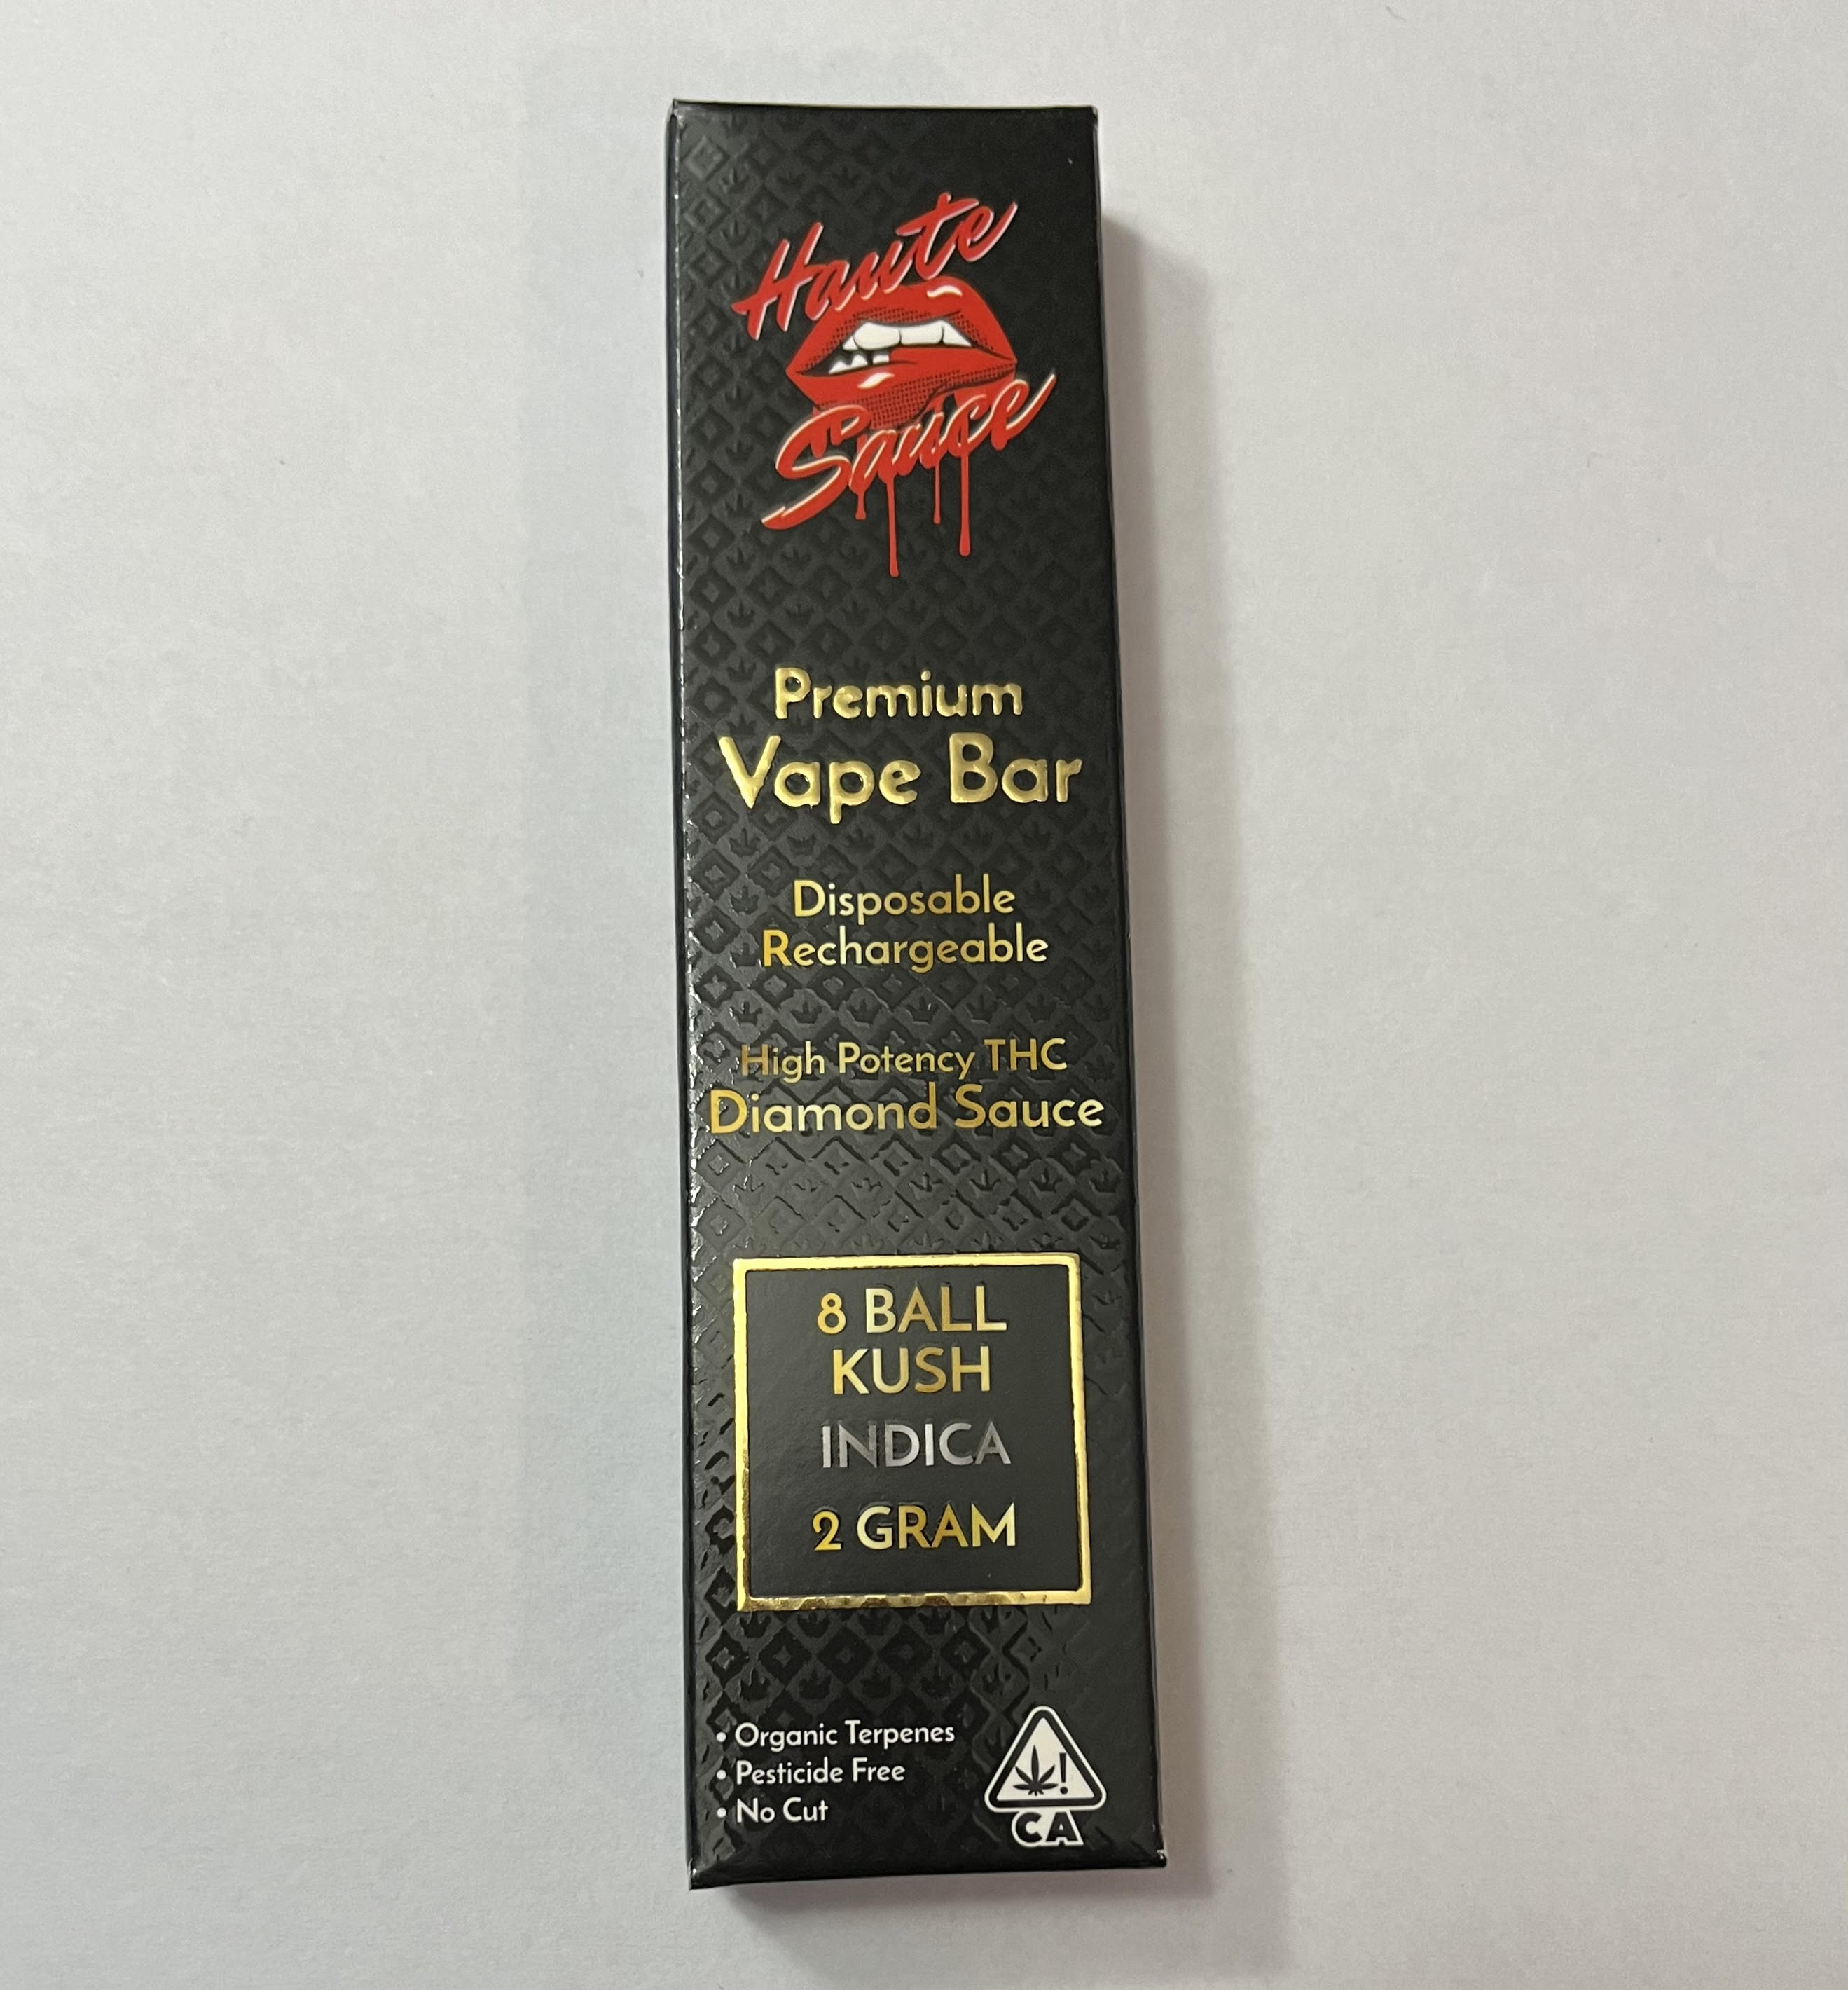 Haute
Sauce
Premium
Vape Bar
Disposable
Rechargeable
High Potency THC
Diamond Sauce
8 BALL
KUSH
INDICA
2 GRAM
• Organic Terpenes
• Pesticide Free
• No Cut
!
CA